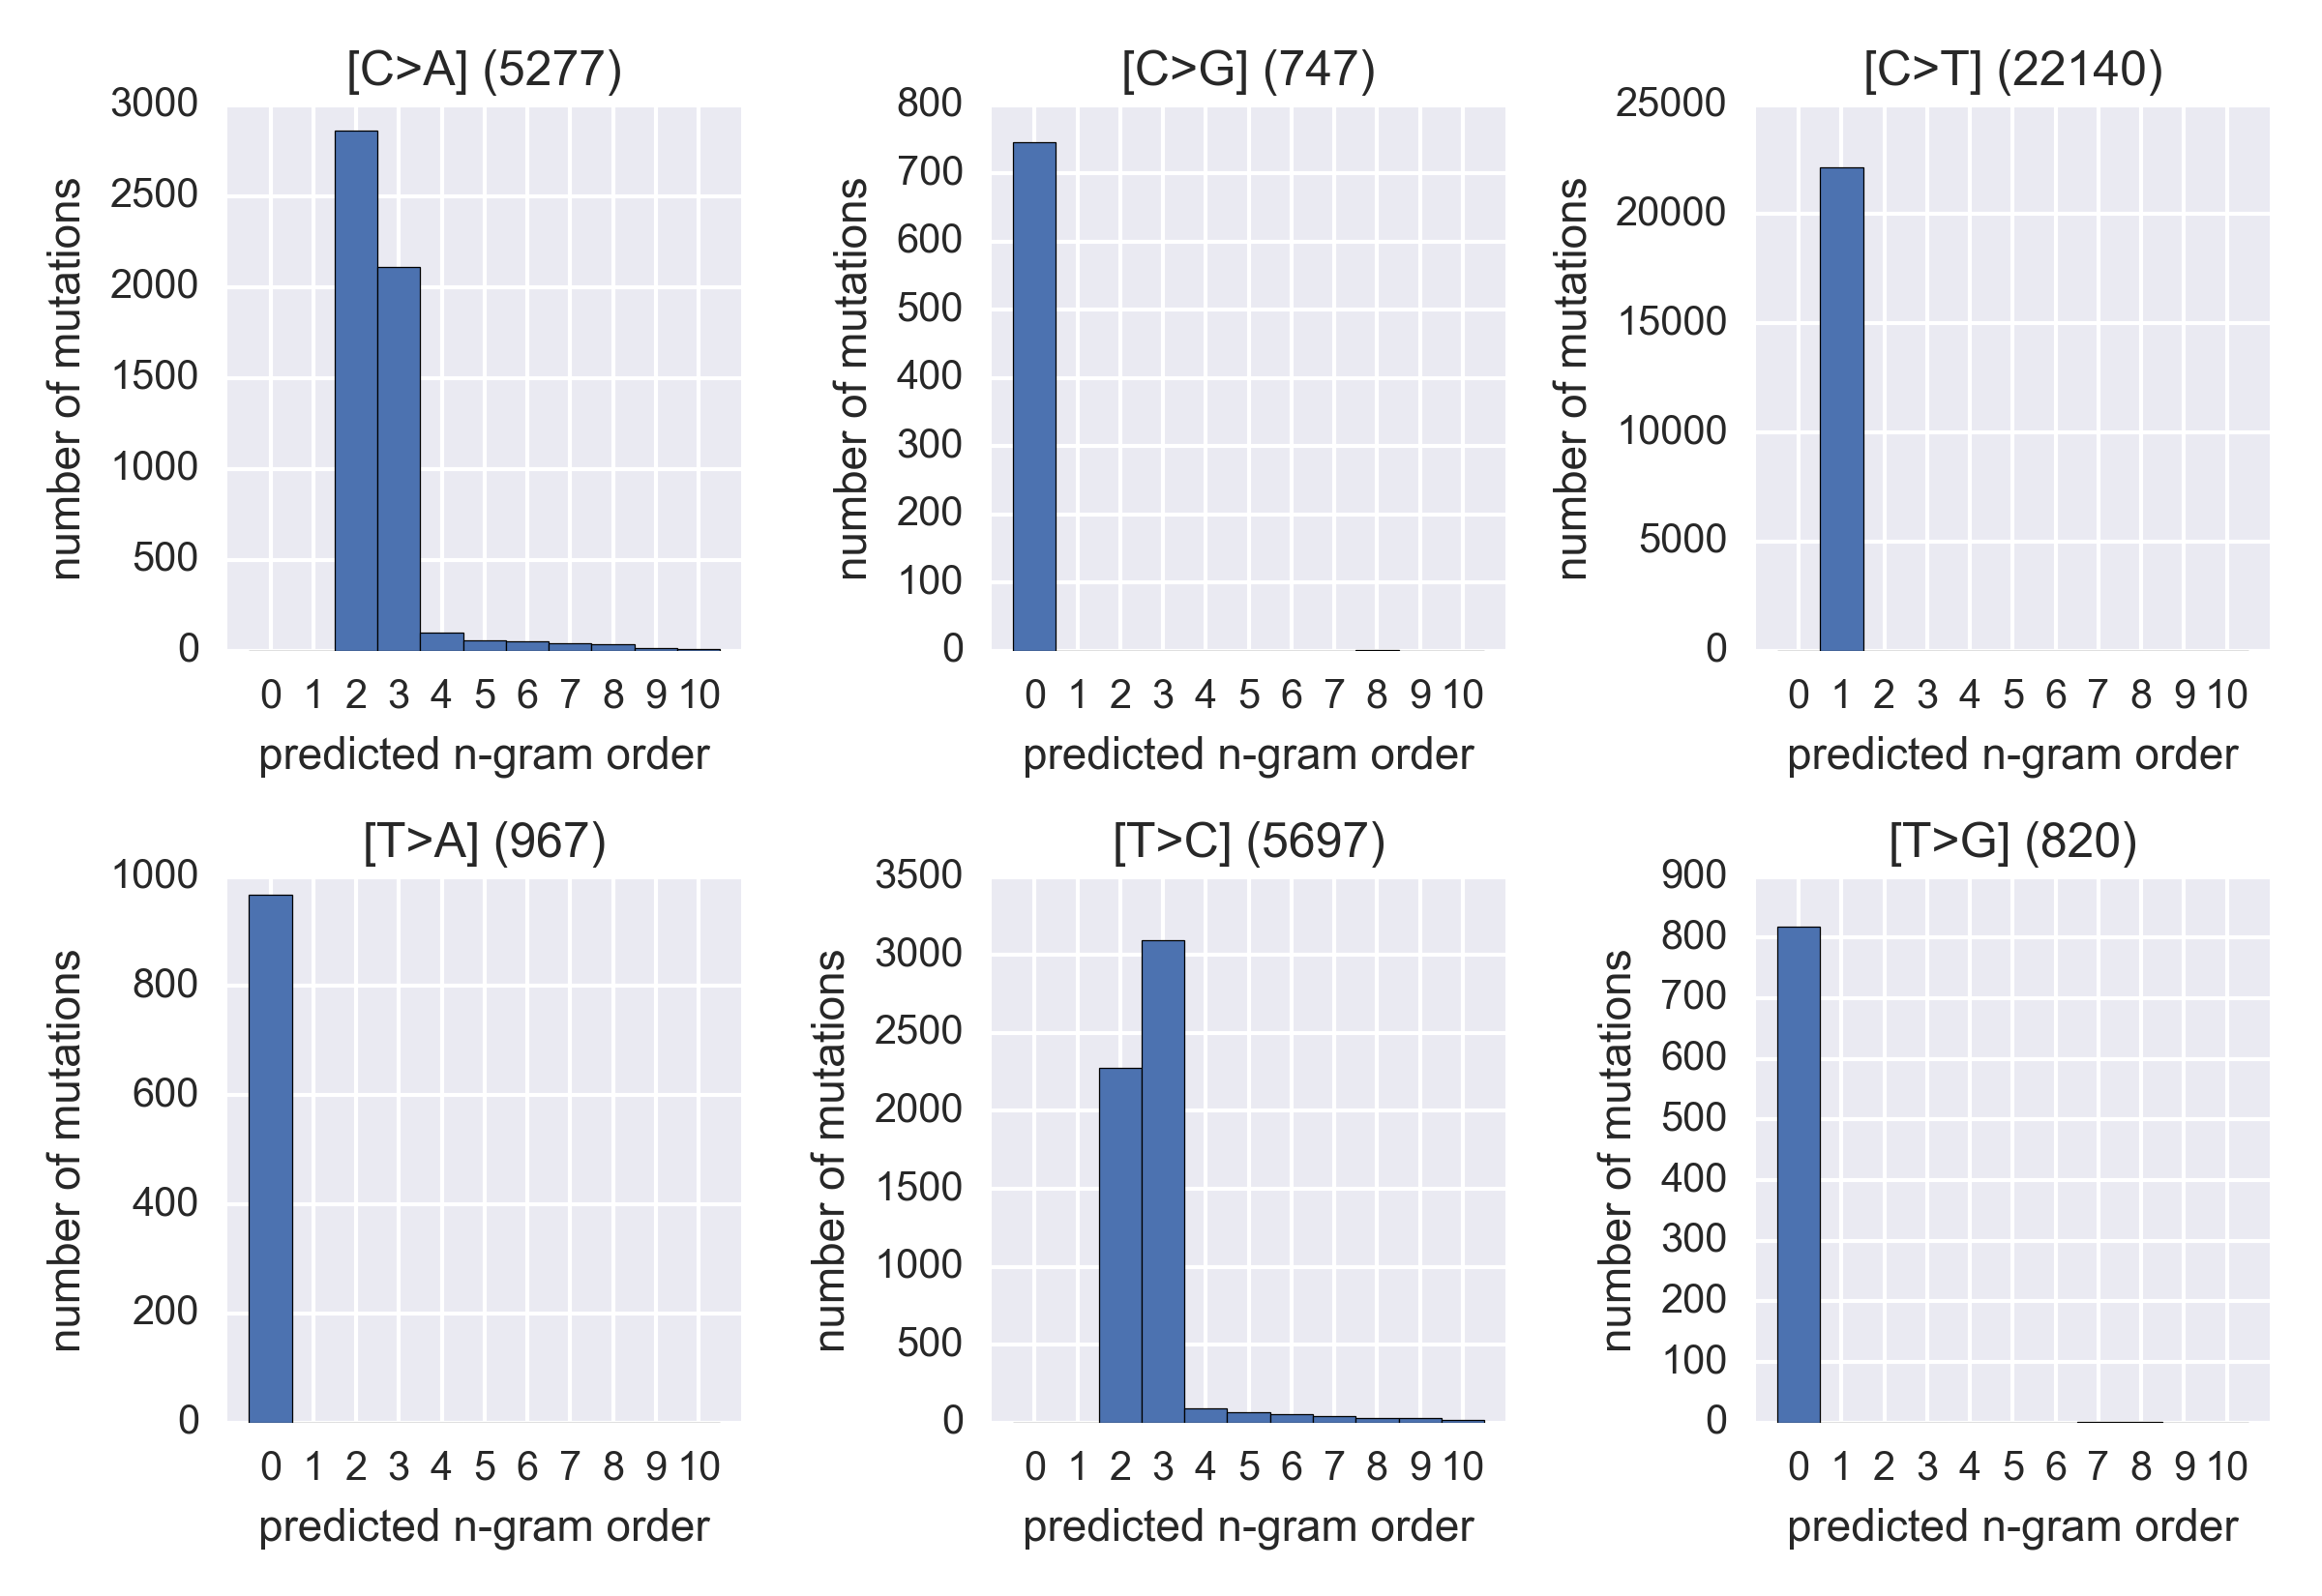 [C>A] (5277)
3000
2500
2000
1500
1000
500
0
number of mutations
0 1 2 3 4 5 6 7 8 9 10
predicted n-gram order
[C>G] (747)
800
700
600
500
400
300
200
100
0
number of mutations
0 1 2 3 4 5 6 7 8 9 10
predicted n-gram order
[C>T] (22140)
25000
20000
15000
10000
5000
0
number of mutations
0 1 2 3 4 5 6 7 8 9 10
predicted n-gram order
[T>A] (967)
1000
800
600
400
200
0
number of mutations
0 1 2 3 4 5 6 7 8 9 10
predicted n-gram order
[T>C] (5697)
3500
3000
2500
2000
1500
1000
500
0
number of mutations
0 1 2 3 4 5 6 7 8 9 10
predicted n-gram order
[T>G] (820)
900
800
700
600
500
400
300
200
100
0
number of mutations
0 1 2 3 4 5 6 7 8 9 10
predicted n-gram order